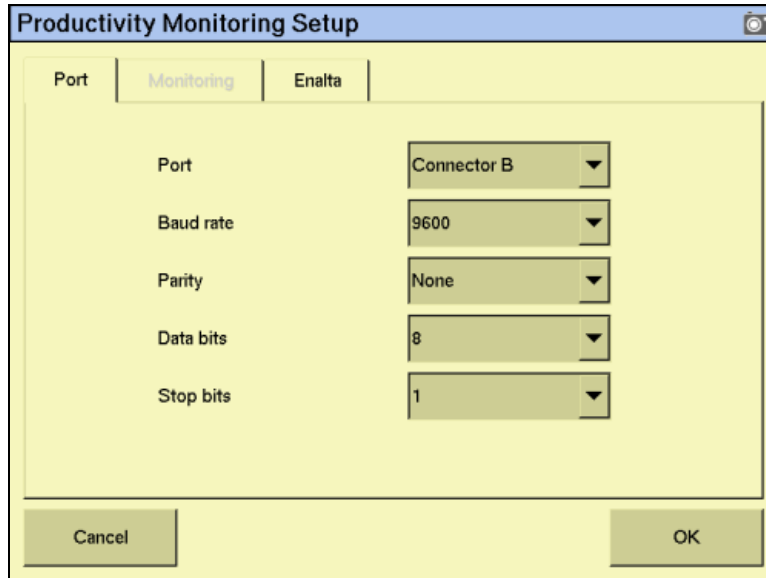 Productivity Monitoring Setup
Port Monitoring Enalta
Port Connector B
Baud rate 9600
Parity None
Data bits 8
Stop bits 1
Cancel OK